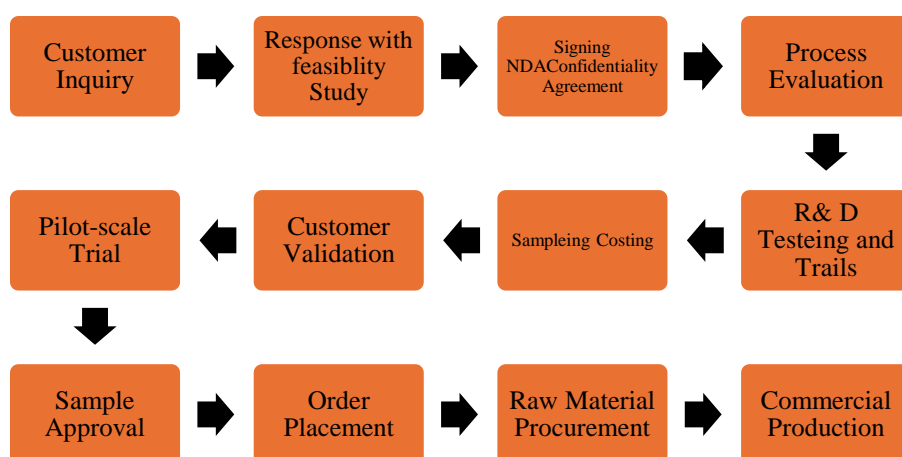 Customer
Inquiry
Response with
feasiblity
Study
Signing
NDAConfidentiality
Agreement
Process
Evaluation
R& D
Testeing and
Trails
Sampleing Costing
Customer
Validation
Pilot-scale
Trial
Sample
Approval
Order
Placement
Raw Material
Procurement
Commercial
Production